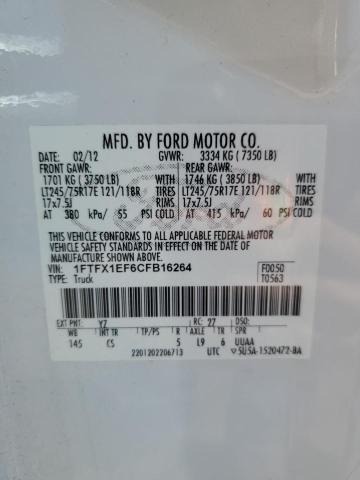 MFD. BY FORD MOTOR CO.
DATE: 02/12 GVWR: 3334 KG ( 7350 LB)
FRONT GAWR: REAR GAWR:
1701 KG ( 3750 LB) WITH 1746 KG ( 3850 LB) WITH
LT245/75R17E 121/118R TIRES LT245/75R17E 121/118R TIRES
17x7.5J RIMS 17x7.5J RIMS
AT 380 kPa/ 55 PSI COLD AT 415 kPa/ 60 PSI COLD
THIS VEHICLE CONFORMS TO ALL APPLICABLE FEDERAL MOTOR
VEHICLE SAFETY STANDARDS IN EFFECT ON THE DATE OF
MANUFACTURE SHOWN ABOVE.
VIN: 1FTFX1EF6CFB16264 F0050
TYPE: Truck T0563
EXT PNT: YZ RC: 27 DSO:
WB INT TR TP/PS R AXLE TR SPR
145 CS 5 L9 6 UUAA
2201202206713 UTC 5U5A-1520472-BA